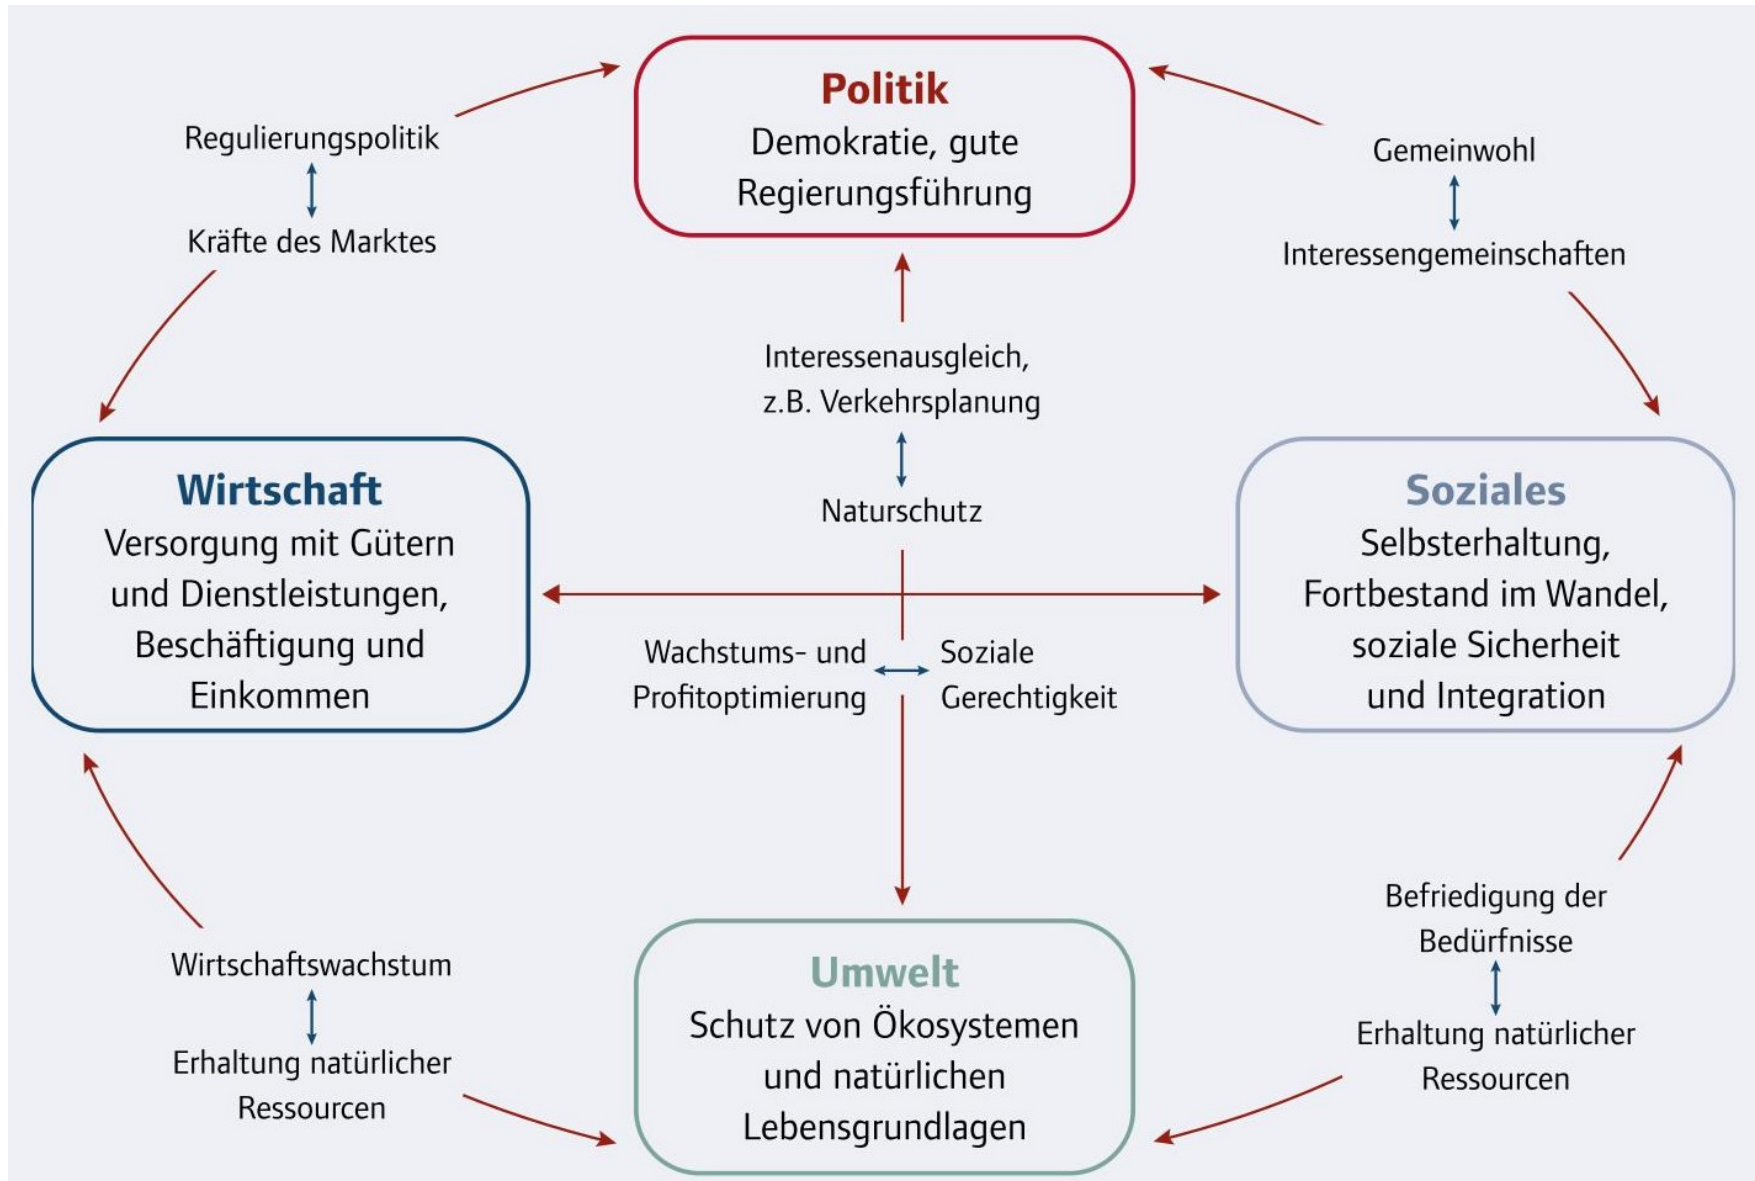 Politik
Demokratie, gute
Regierungsführung
Regulierungspolitik
Kräfte des Marktes
Gemeinwohl
Interessengemeinschaften
Interessenausgleich,
z.B. Verkehrsplanung
Naturschutz
Wirtschaft
Versorgung mit Gütern
und Dienstleistungen,
Beschäftigung und
Einkommen
Soziales
Selbsterhaltung,
Fortbestand im Wandel,
soziale Sicherheit
und Integration
Wachstums- und
Profitoptimierung
Soziale
Gerechtigkeit
Wirtschaftswachstum
Erhaltung natürlicher
Ressourcen
Befriedigung der
Bedürfnisse
Erhaltung natürlicher
Ressourcen
Umwelt
Schutz von Ökosystemen
und natürlichen
Lebensgrundlagen